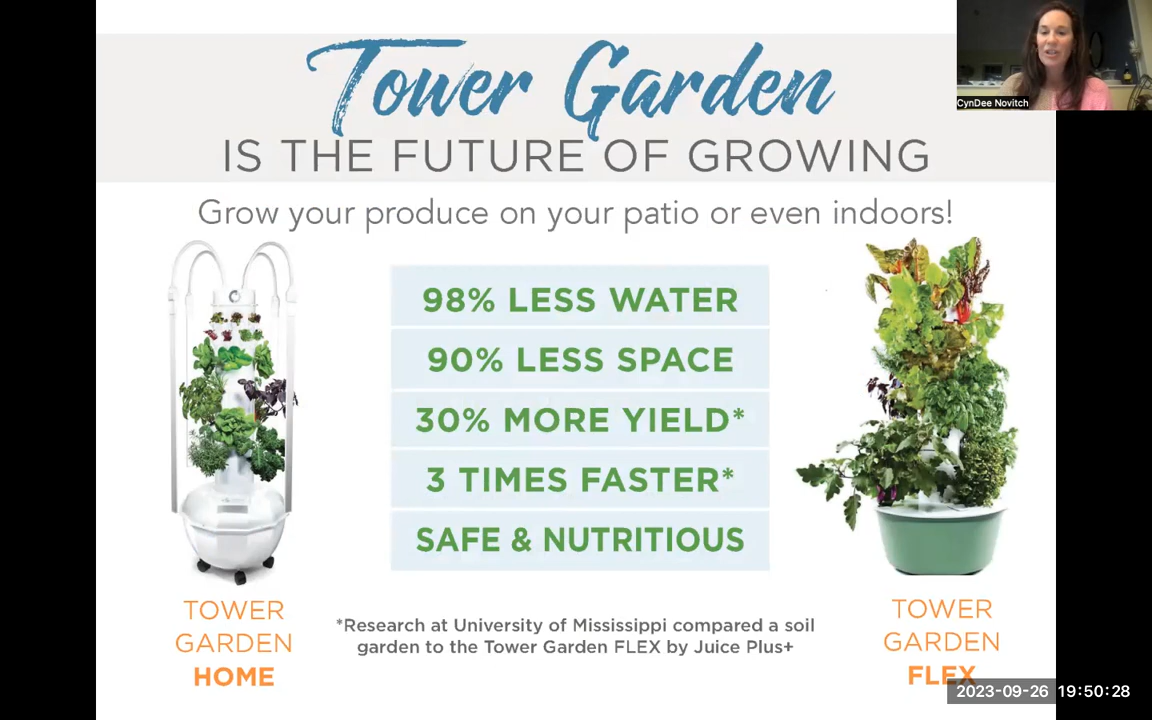 Tower Garden
IS THE FUTURE OF GROWING
CynDee Novitch
Grow your produce on your patio or even indoors!
98% LESS WATER
90% LESS SPACE
30% MORE YIELD*
3 TIMES FASTER*
SAFE & NUTRITIOUS
TOWER
GARDEN
HOME
*Research at University of Mississippi compared a soil
garden to the Tower Garden FLEX by Juice Plus+
TOWER
GARDEN
FLEX
2023-09-26 19:50:28